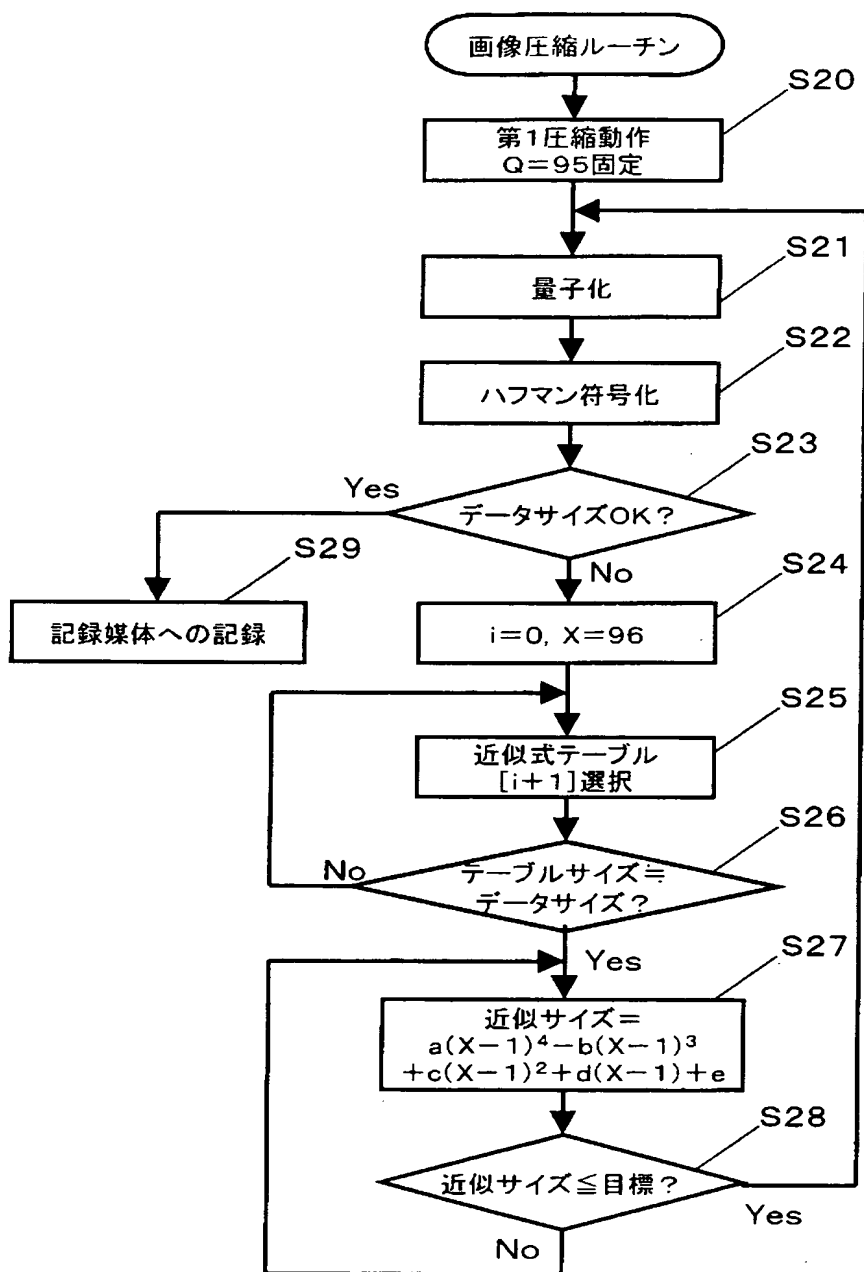 画像圧縮ルーチン
S20
第1圧縮動作
Q=95固定
S21
量子化
S22
ハフマン符号化
S23
Yes
データサイズOK?
S29
No
S24
記録媒体への記録
i=0, X=96
S25
近似式テーブル
[i+1]選択
S26
No
テーブルサイズ≒
データサイズ?
Yes
S27
近似サイズ=
a(X−1)⁴−b(X−1)³
+c(X−1)²+d(X−1)+e
S28
近似サイズ≦目標?
Yes
No